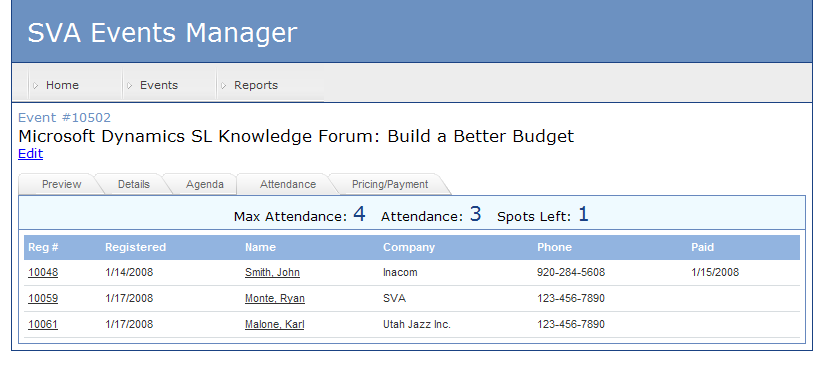 SVA Events Manager
Home Events Reports
Event #10502
Microsoft Dynamics SL Knowledge Forum: Build a Better Budget
Edit
Preview Details Agenda Attendance Pricing/Payment
Max Attendance: 4 Attendance: 3 Spots Left: 1
Reg # Registered Name Company Phone Paid
10048 1/14/2008 Smith, John Inacom 920-284-5608 1/15/2008
10059 1/17/2008 Monte, Ryan SVA 123-456-7890
10061 1/17/2008 Malone, Karl Utah Jazz Inc. 123-456-7890